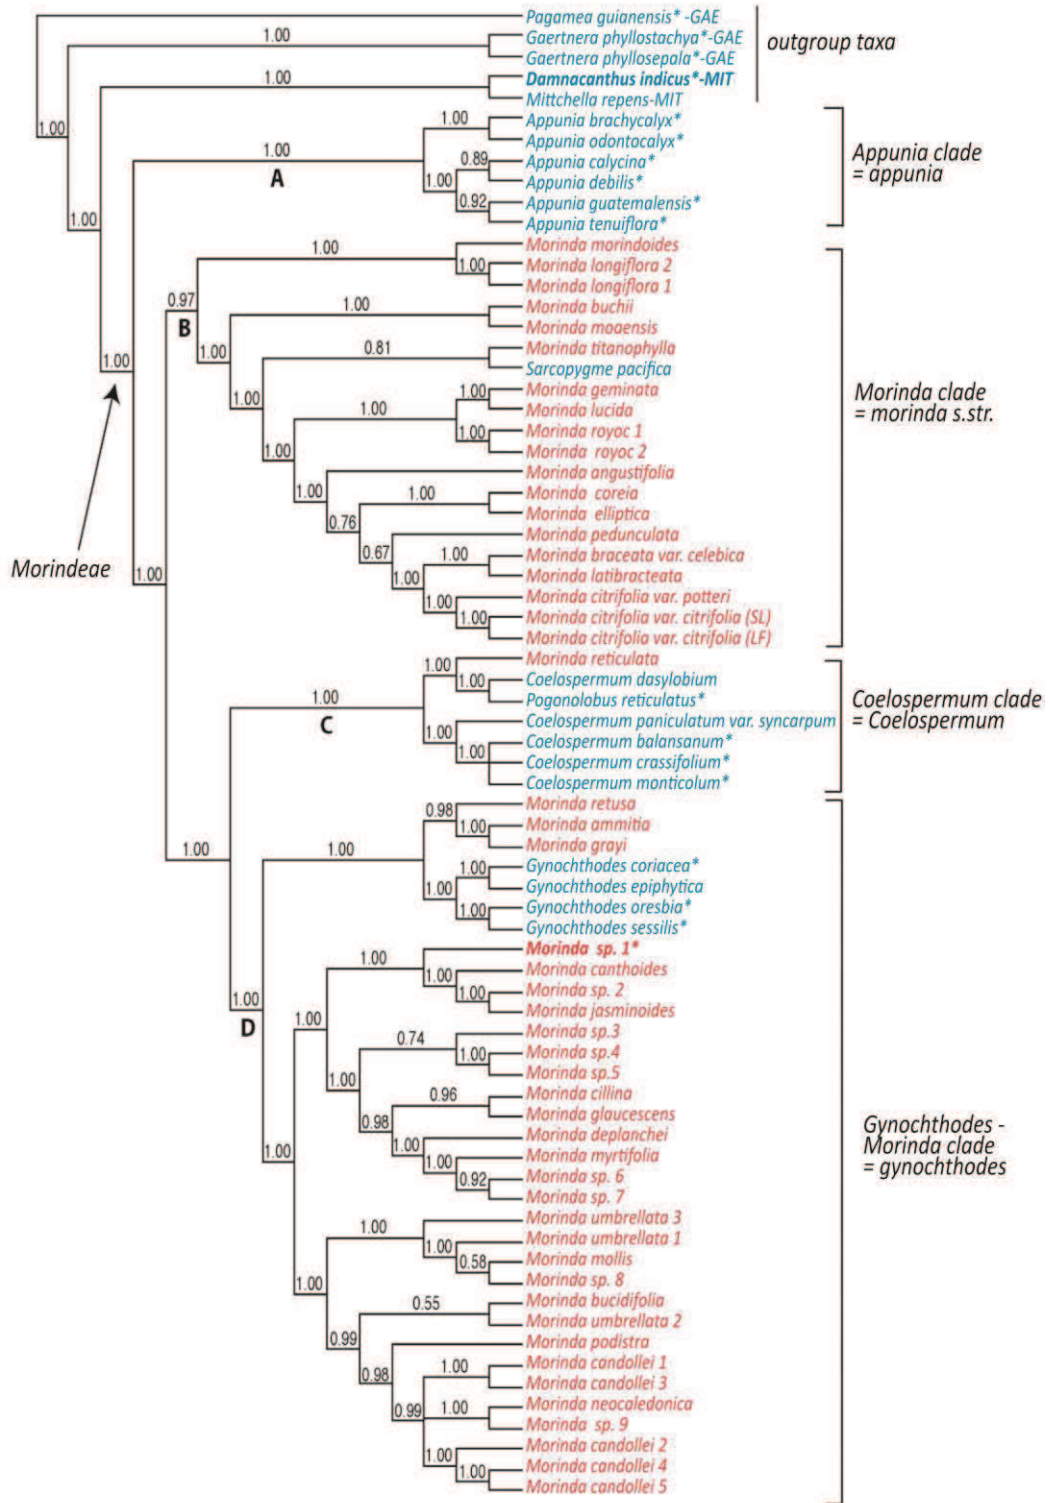 Pagamea guianensis* -GAE
1.00
Gaertnera phyllostachya*-GAE
Gaertnera phyllosepala*-GAE
outgroup taxa
1.00
Damnacanthus indicus*-MIT
Mittchella repens-MIT
1.00
1.00
Appunia brachycalyx*
Appunia odontocalyx*
1.00
A
0.89
Appunia calycina*
Appunia debilis*
1.00
0.92
Appunia guatemalensis*
Appunia tenuiflora*
Appunia clade
= appunia
1.00
1.00
Morinda morindoides
1.00
Morinda longiflora 2
Morinda longiflora 1
0.97
B
1.00
Morinda buchii
Morinda moaensis
1.00
1.00
0.81
Morinda titanophylla
Sarcopygme pacifica
1.00
1.00
1.00
Morinda geminata
Morinda lucida
1.00
Morinda royoc 1
Morinda royoc 2
1.00
Morinda clade
= morinda s.str.
Morinda angustifolia
1.00
1.00
Morinda coreia
Morinda elliptica
0.76
Morinda pedunculata
0.67
1.00
Morinda braceata var. celebica
Morinda latibracteata
1.00
Morinda citrifolia var. potteri
1.00
1.00
Morinda citrifolia var. citrifolia (SL)
Morinda citrifolia var. citrifolia (LF)
Morindeae
1.00
Morinda reticulata
1.00
1.00
Coelospermum dasylobium
Pogonolobus reticulatus*
1.00
C
Coelospermum paniculatum var. syncarpum
1.00
1.00
Coelospermum balansanum*
Coelospermum crassifolium*
Coelospermum monticolum*
Coelospermum clade
= Coelospermum
1.00
Morinda retusa
0.98
1.00
Morinda ammitia
Morinda grayi
1.00
1.00
Gynochthodes coriacea*
Gynochthodes epiphytica
1.00
1.00
Gynochthodes oresbia*
Gynochthodes sessilis*
1.00
D
Morinda sp. 1*
1.00
1.00
Morinda canthoides
1.00
Morinda sp. 2
Morinda jasminoides
1.00
Morinda sp.3
0.74
1.00
Morinda sp.4
Morinda sp.5
1.00
0.96
Morinda cillina
Morinda glaucescens
0.98
Morinda deplanchei
1.00
Morinda myrtifolia
1.00
0.92
Morinda sp. 6
Morinda sp. 7
Gynochthodes -
Morinda clade
= gynochthodes
1.00
Morinda umbrellata 3
1.00
1.00
Morinda umbrellata 1
0.58
Morinda mollis
Morinda sp. 8
1.00
0.55
Morinda bucidifolia
Morinda umbrellata 2
0.99
Morinda podistra
0.98
1.00
Morinda candollei 1
Morinda candollei 3
0.99
1.00
Morinda neocaledonica
Morinda sp. 9
1.00
Morinda candollei 2
1.00
Morinda candollei 4
Morinda candollei 5